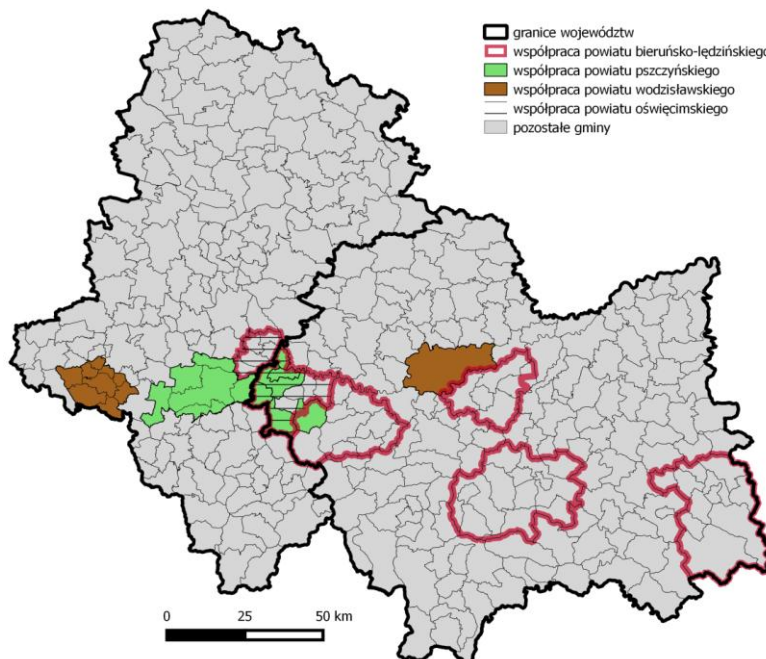 granice województw
współpraca powiatu bieruńsko-lędzińskiego
współpraca powiatu pszczyńskiego
współpraca powiatu wodzisławskiego
współpraca powiatu oświęcimskiego
pozostałe gminy
0 25 50 km